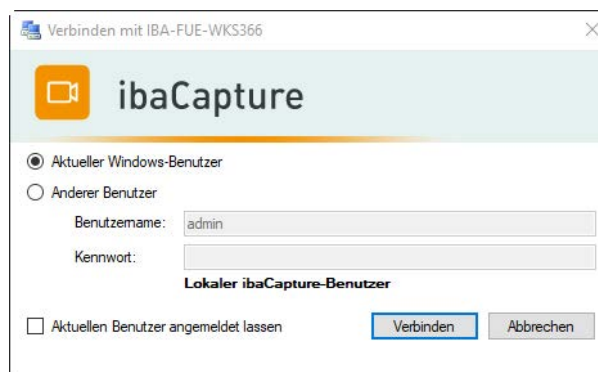 Verbinden mit IBA-FUE-WKS366
ibaCapture
Aktueller Windows-Benutzer
Anderer Benutzer
Benutzername: admin
Kennwort:
Lokaler ibaCapture-Benutzer
Aktuellen Benutzer angemeldet lassen Verbinden Abbrechen